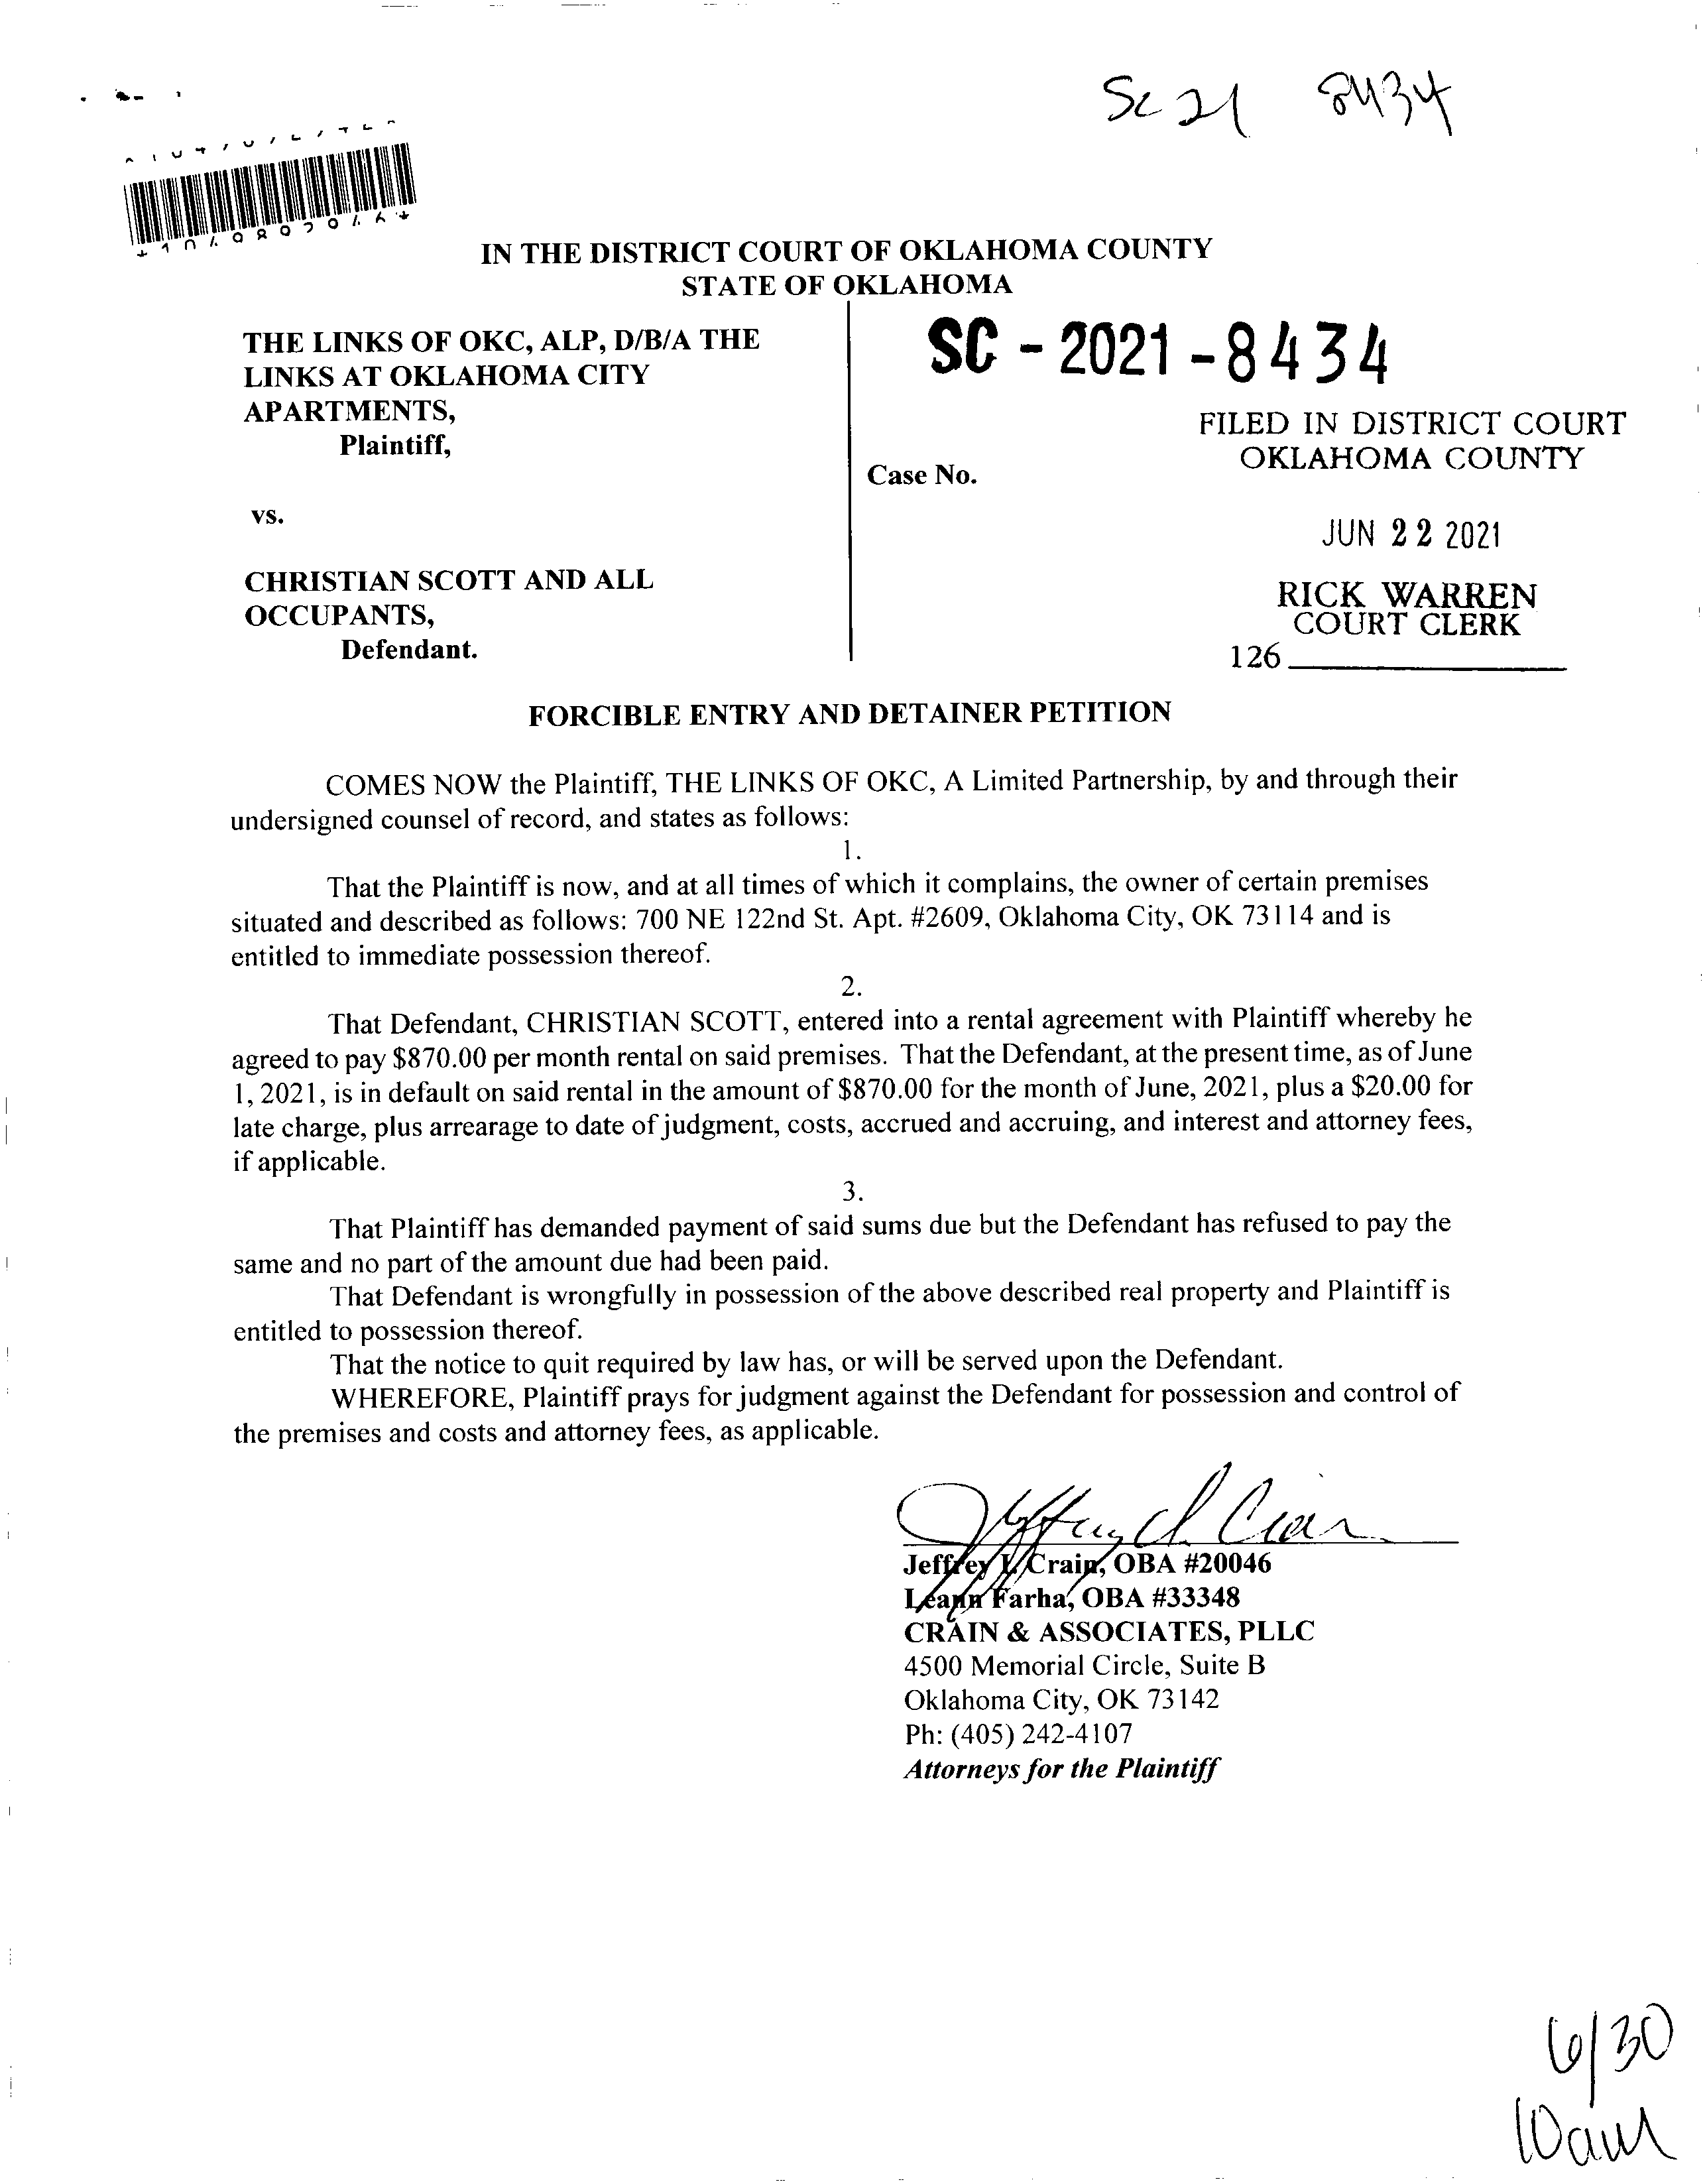 Sc 21 8434
IN THE DISTRICT COURT OF OKLAHOMA COUNTY
STATE OF OKLAHOMA
THE LINKS OF OKC, ALP, D/B/A THE
LINKS AT OKLAHOMA CITY
APARTMENTS,
Plaintiff,
vs.
CHRISTIAN SCOTT AND ALL
OCCUPANTS,
Defendant.
SC - 2021 - 8434
Case No.
FILED IN DISTRICT COURT
OKLAHOMA COUNTY
JUN 22 2021
RICK WARREN
COURT CLERK
126
FORCIBLE ENTRY AND DETAINER PETITION
COMES NOW the Plaintiff, THE LINKS OF OKC, A Limited Partnership, by and through their
undersigned counsel of record, and states as follows:
1.
That the Plaintiff is now, and at all times of which it complains, the owner of certain premises
situated and described as follows: 700 NE 122nd St. Apt. #2609, Oklahoma City, OK 73114 and is
entitled to immediate possession thereof.
2.
That Defendant, CHRISTIAN SCOTT, entered into a rental agreement with Plaintiff whereby he
agreed to pay $870.00 per month rental on said premises. That the Defendant, at the present time, as of June
1, 2021, is in default on said rental in the amount of $870.00 for the month of June, 2021, plus a $20.00 for
late charge, plus arrearage to date of judgment, costs, accrued and accruing, and interest and attorney fees,
if applicable.
3.
That Plaintiff has demanded payment of said sums due but the Defendant has refused to pay the
same and no part of the amount due had been paid.
That Defendant is wrongfully in possession of the above described real property and Plaintiff is
entitled to possession thereof.
That the notice to quit required by law has, or will be served upon the Defendant.
WHEREFORE, Plaintiff prays for judgment against the Defendant for possession and control of
the premises and costs and attorney fees, as applicable.
Jeffrey L. Crain, OBA #20046
Leann Farha, OBA #33348
CRAIN & ASSOCIATES, PLLC
4500 Memorial Circle, Suite B
Oklahoma City, OK 73142
Ph: (405) 242-4107
Attorneys for the Plaintiff
6/30
10am